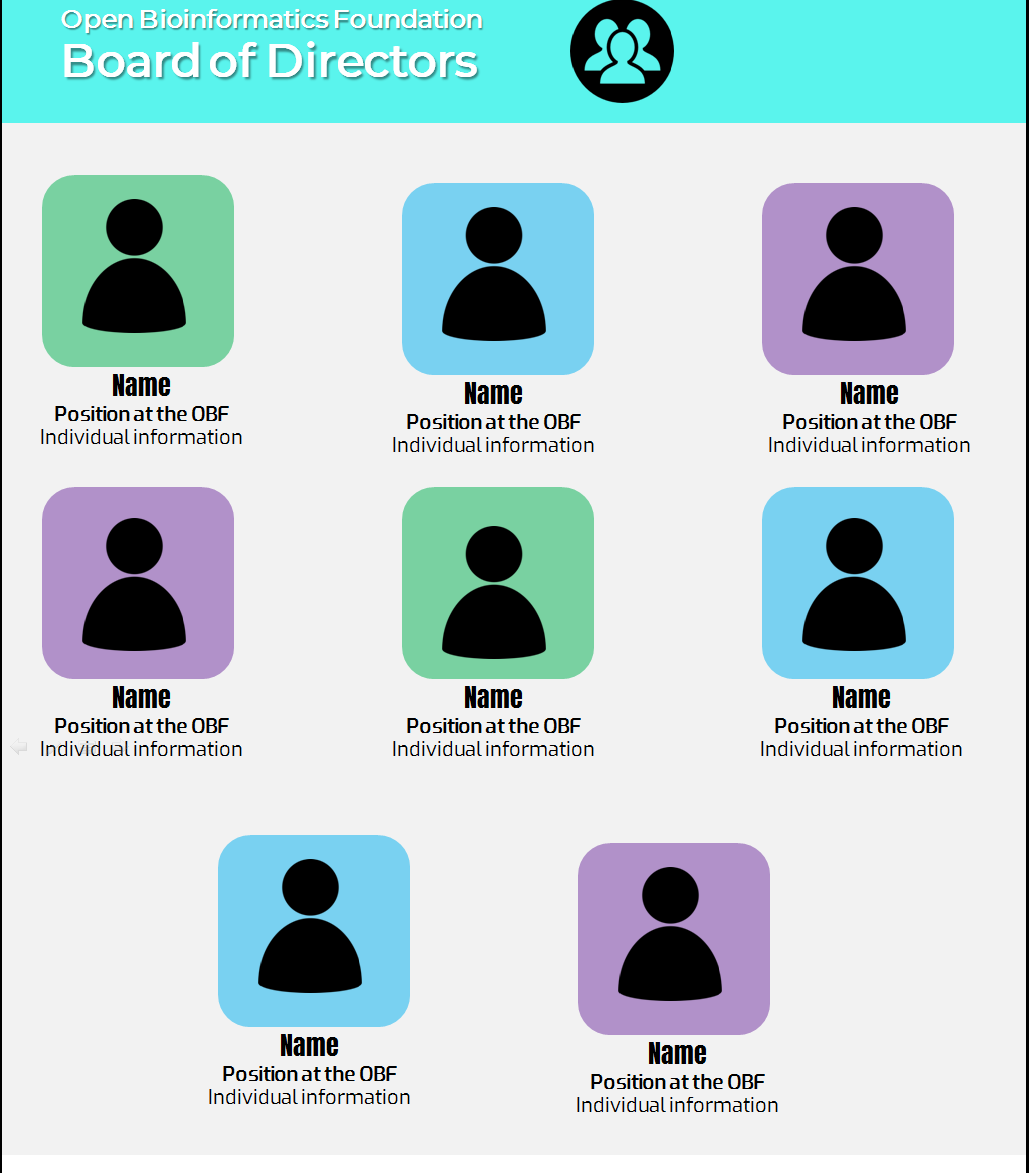 Open Bioinformatics Foundation
Board of Directors
Name
Position at the OBF
Individual information
Name
Position at the OBF
Individual information
Name
Position at the OBF
Individual information
Name
Position at the OBF
Individual information
Name
Position at the OBF
Individual information
Name
Position at the OBF
Individual information
Name
Position at the OBF
Individual information
Name
Position at the OBF
Individual information